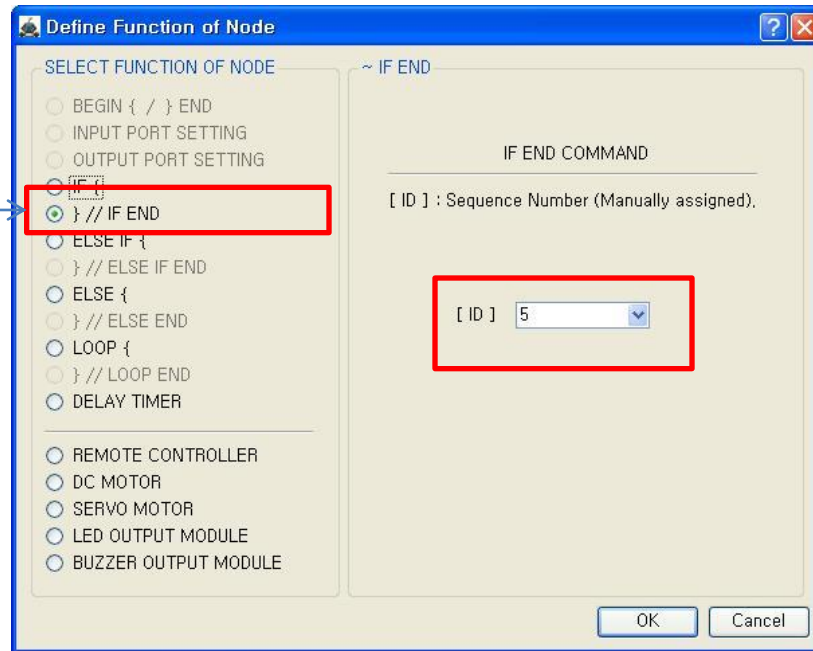 Define Function of Node
SELECT FUNCTION OF NODE
BEGIN { / } END
INPUT PORT SETTING
OUTPUT PORT SETTING
IF {
} // IF END
ELSE IF {
} // ELSE IF END
ELSE {
} // ELSE END
LOOP {
} // LOOP END
DELAY TIMER
REMOTE CONTROLLER
DC MOTOR
SERVO MOTOR
LED OUTPUT MODULE
BUZZER OUTPUT MODULE
~ IF END
IF END COMMAND
[ ID ] : Sequence Number (Manually assigned),
[ ID ] 5
OK Cancel